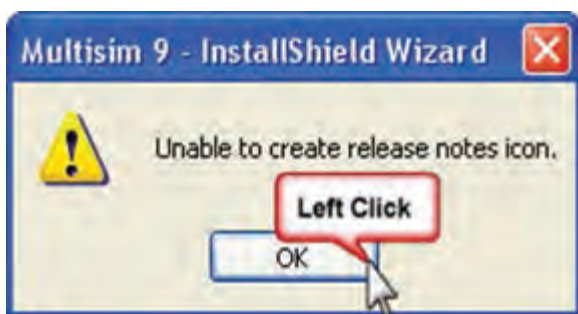 Multisim 9 - InstallShield Wizard
Unable to create release notes icon.
Left Click
OK